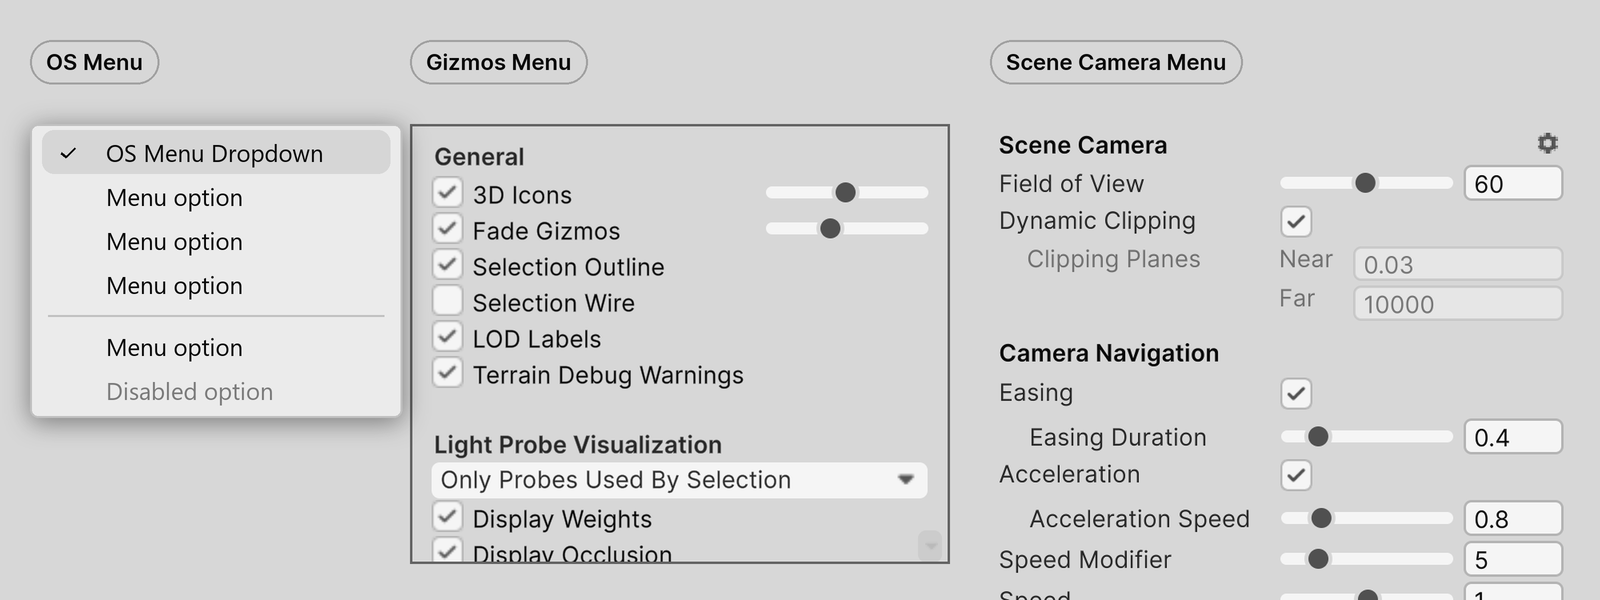 OS Menu
OS Menu Dropdown
Menu option
Menu option
Menu option
Menu option
Disabled option
Gizmos Menu
General
3D Icons
Fade Gizmos
Selection Outline
Selection Wire
LOD Labels
Terrain Debug Warnings
Light Probe Visualization
Only Probes Used By Selection
Display Weights
Display Occlusion
Scene Camera Menu
Scene Camera
Field of View 60
Dynamic Clipping
Clipping Planes Near 0.03
Far 10000
Camera Navigation
Easing
Easing Duration 0.4
Acceleration
Acceleration Speed 0.8
Speed Modifier 5
Speed 1